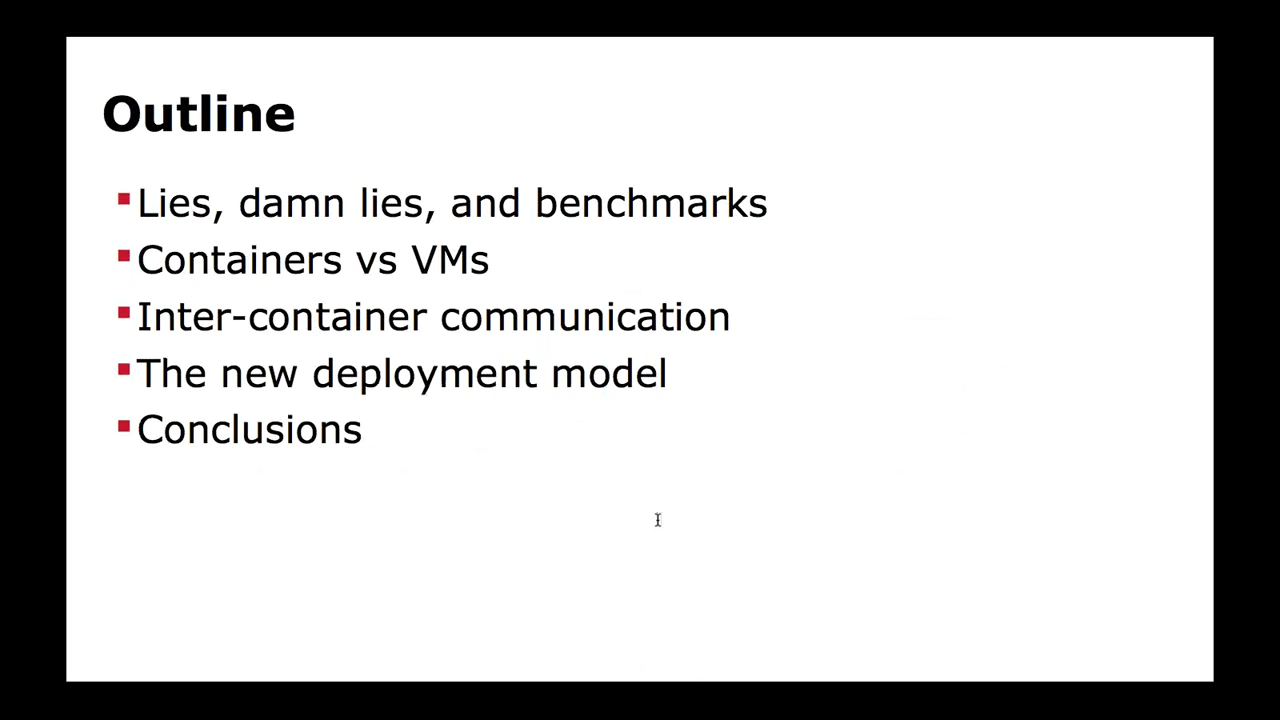 Outline
Lies, damn lies, and benchmarks
Containers vs VMs
Inter-container communication
The new deployment model
Conclusions